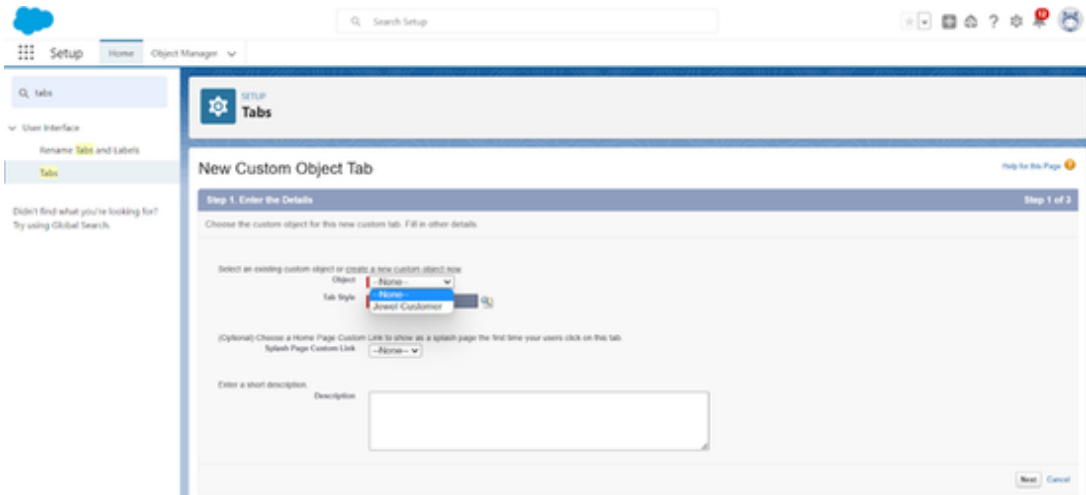 Search Setup
12
Setup
Home
Object Manager
tabs
User Interface
Rename Tabs and Labels
Tabs
Didn't find what you're looking for?
Try using Global Search.
SETUP
Tabs
New Custom Object Tab
Help for this Page
Step 1. Enter the Details
Step 1 of 3
Choose the custom object for this new custom tab. Fill in other details.
Select an existing custom object or create a new custom object now.
Object
--None--
--None--
Jewel Customer
Tab Style
(Optional) Choose a Home Page Custom Link to show as a splash page the first time your users click on this tab.
Splash Page Custom Link
--None--
Enter a short description.
Description
Next
Cancel